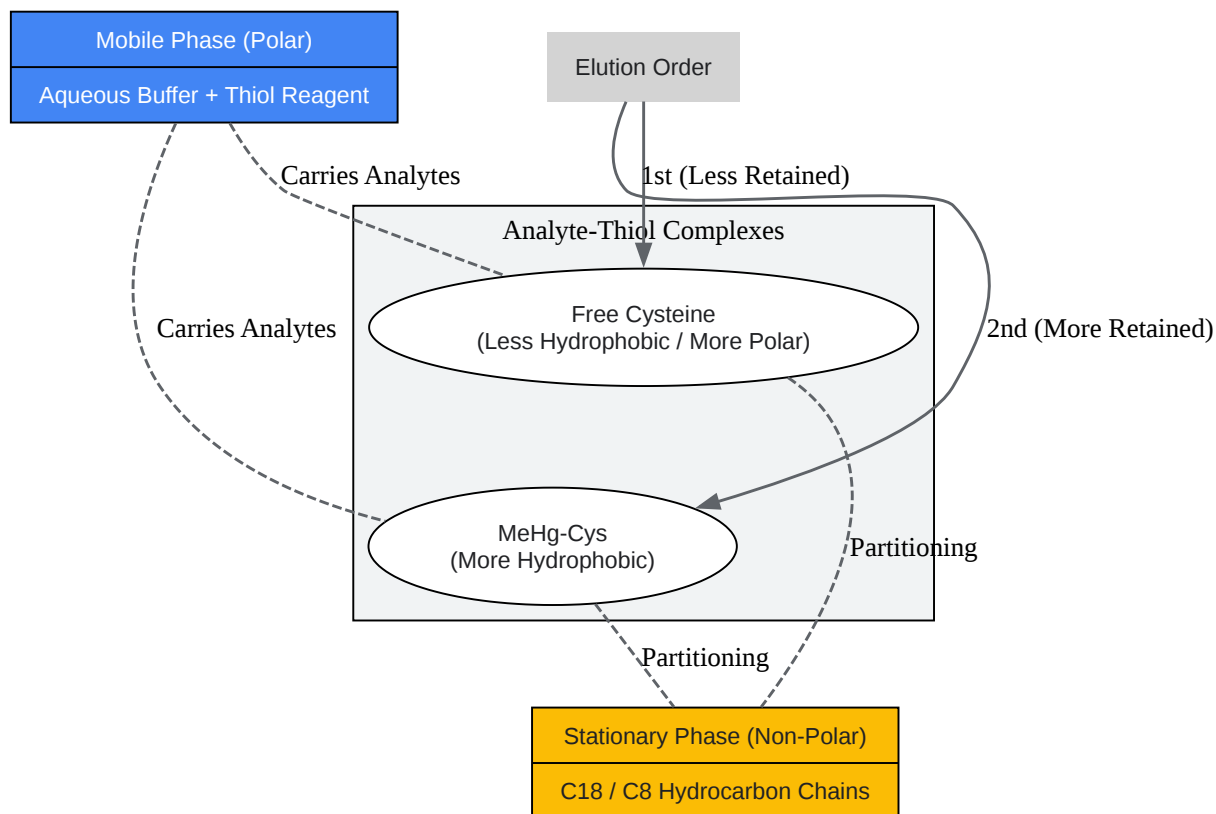 Mobile Phase (Polar)
Aqueous Buffer + Thiol Reagent
Elution Order
Carries Analytes
1st (Less Retained)
Analyte-Thiol Complexes
Free Cysteine
(Less Hydrophobic / More Polar)
Carries Analytes
2nd (More Retained)
MeHg-Cys
(More Hydrophobic)
Partitioning
Partitioning
Stationary Phase (Non-Polar)
C18 / C8 Hydrocarbon Chains